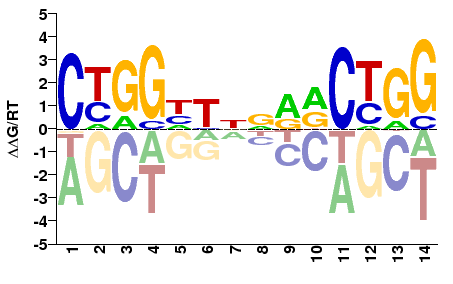 5
4
3
2
1
0
-1
-2
-3
-4
-5
ΔΔG/RT
C T G G T T T G A A C T G G
C A C C A G G C
A C A A A G C
T G C A T A A C T T G C A
A G C T G G C C A G C T
1 2 3 4 5 6 7 8 9 10 11 12 13 14